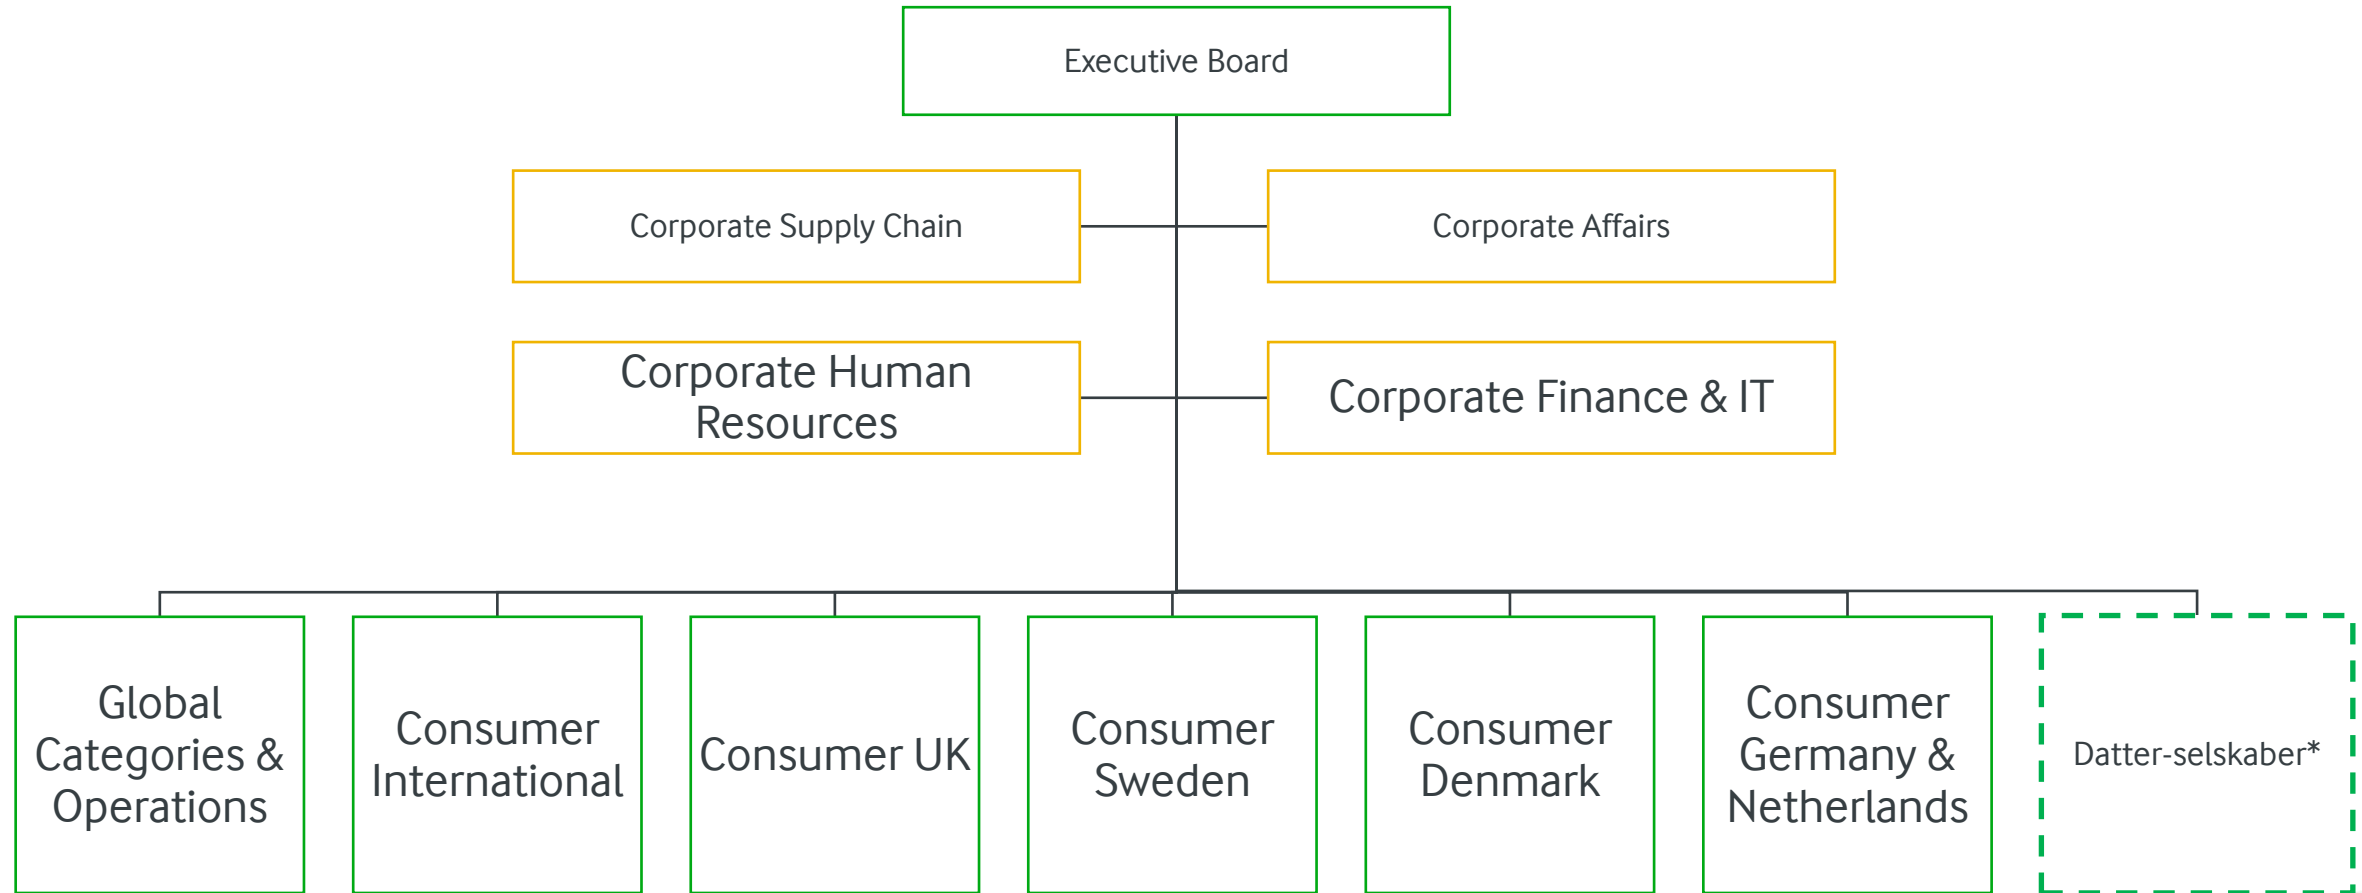 Executive Board
Corporate Supply Chain
Corporate Affairs
Corporate Human
Resources
Corporate Finance & IT
Global
Categories &
Operations
Consumer
International
Consumer UK
Consumer
Sweden
Consumer
Denmark
Consumer
Germany &
Netherlands
Datter-selskaber*